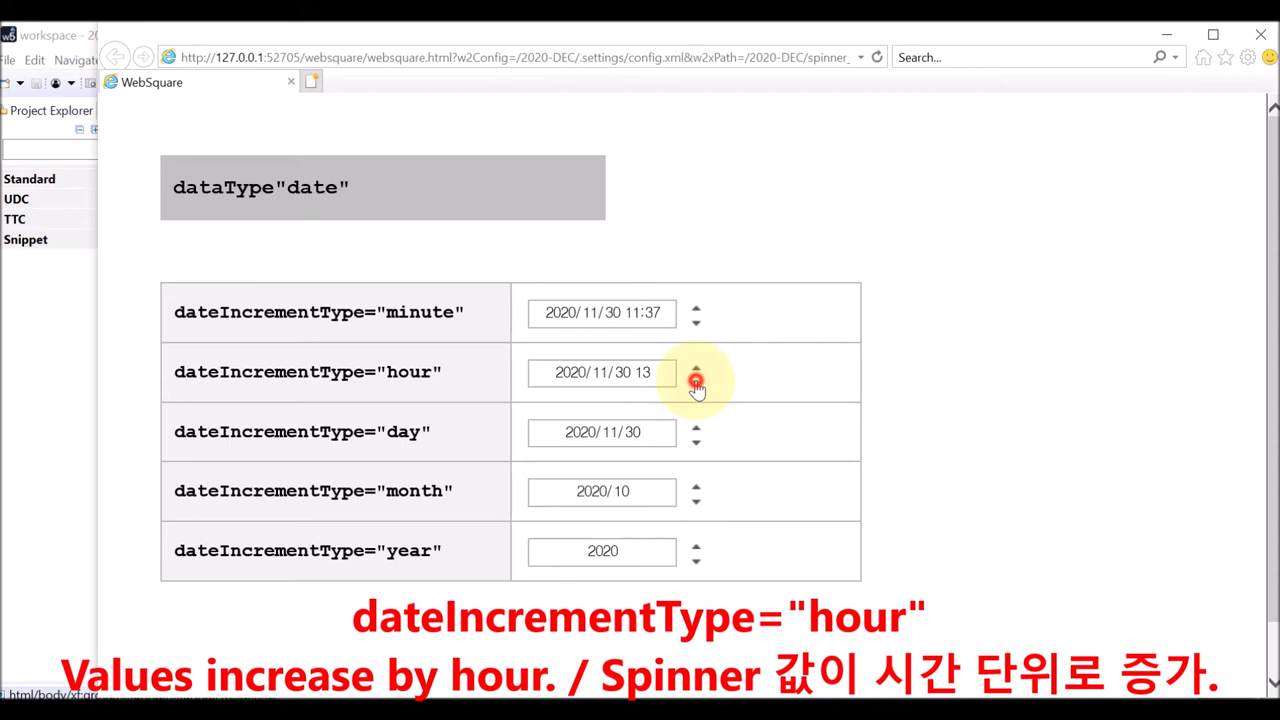 workspace - 20
http://127.0.0.1:52705/websquare/websquare.html?w2Config=/2020-DEC/.settings/config.xml&w2xPath=/2020-DEC/spinner_
Search...
File Edit Navigate
WebSquare
Project Explorer
Standard
UDC
TTC
Snippet
dataType"date"
dateIncrementType="minute" 2020/11/30 11:37
dateIncrementType="hour" 2020/11/30 13
dateIncrementType="day" 2020/11/30
dateIncrementType="month" 2020/10
dateIncrementType="year" 2020
dateIncrementType="hour"
Values increase by hour. / Spinner 값이 시간 단위로 증가.